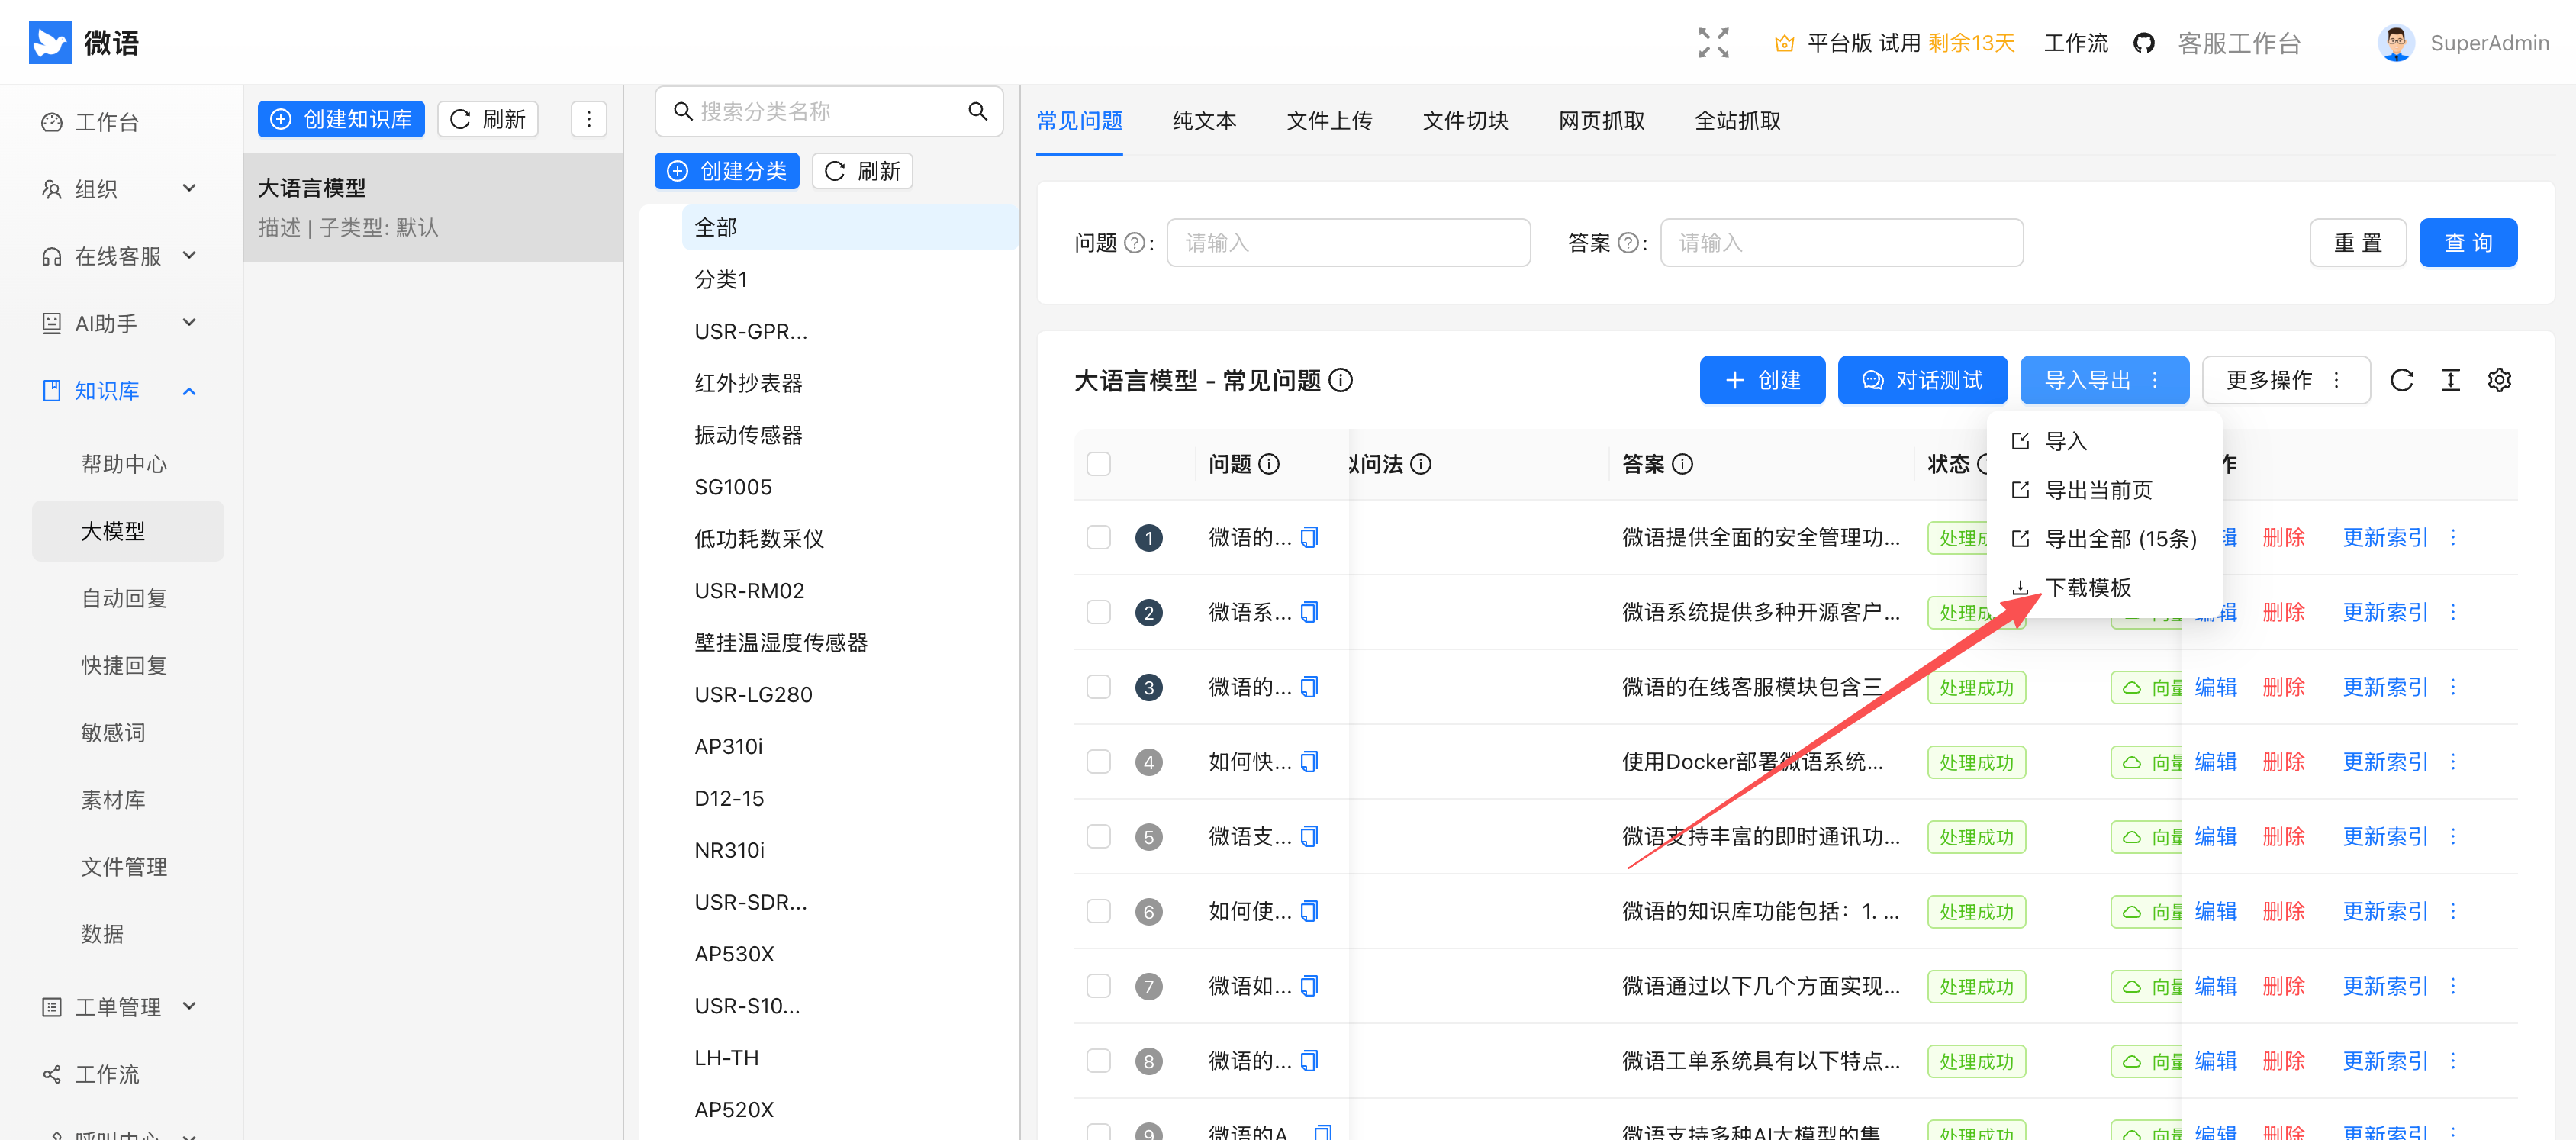 微语
平台版 试用 剩余13天
工作流
客服工作台
SuperAdmin
工作台
组织
在线客服
AI助手
知识库
帮助中心
大模型
自动回复
快捷回复
敏感词
素材库
文件管理
数据
工单管理
工作流
呼叫中心
创建知识库
刷新
大语言模型
描述 | 子类型: 默认
搜索分类名称
创建分类
刷新
全部
分类1
USR-GPR...
红外抄表器
振动传感器
SG1005
低功耗数采仪
USR-RM02
壁挂温湿度传感器
USR-LG280
AP310i
D12-15
NR310i
USR-SDR...
AP530X
USR-S10...
LH-TH
AP520X
常见问题 纯文本 文件上传 文件切块 网页抓取 全站抓取
问题 : 请输入
答案 : 请输入
重 置
查 询
大语言模型 - 常见问题
创建
对话测试
导入导出
更多操作
导入
导出当前页
导出全部 (15条)
下载模板
问题 问法 答案 状态 作
1 微语的... 微语提供全面的安全管理功... 处理成 辑 删除 更新索引
2 微语系... 微语系统提供多种开源客户... 处理成 辑 删除 更新索引
3 微语的... 微语的在线客服模块包含三 处理成功 向量 编辑 删除 更新索引
4 如何快... 使用Docker部署微语系统... 处理成功 向量 编辑 删除 更新索引
5 微语支... 微语支持丰富的即时通讯功... 处理成功 向量 编辑 删除 更新索引
6 如何使... 微语的知识库功能包括：1. ... 处理成功 向量 编辑 删除 更新索引
7 微语如... 微语通过以下几个方面实现... 处理成功 向量 编辑 删除 更新索引
8 微语的... 微语工单系统具有以下特点... 处理成功 向量 编辑 删除 更新索引
9 微语的A... 微语支持多种AI大模型的集 处理成功 向量 编辑 删除 更新索引